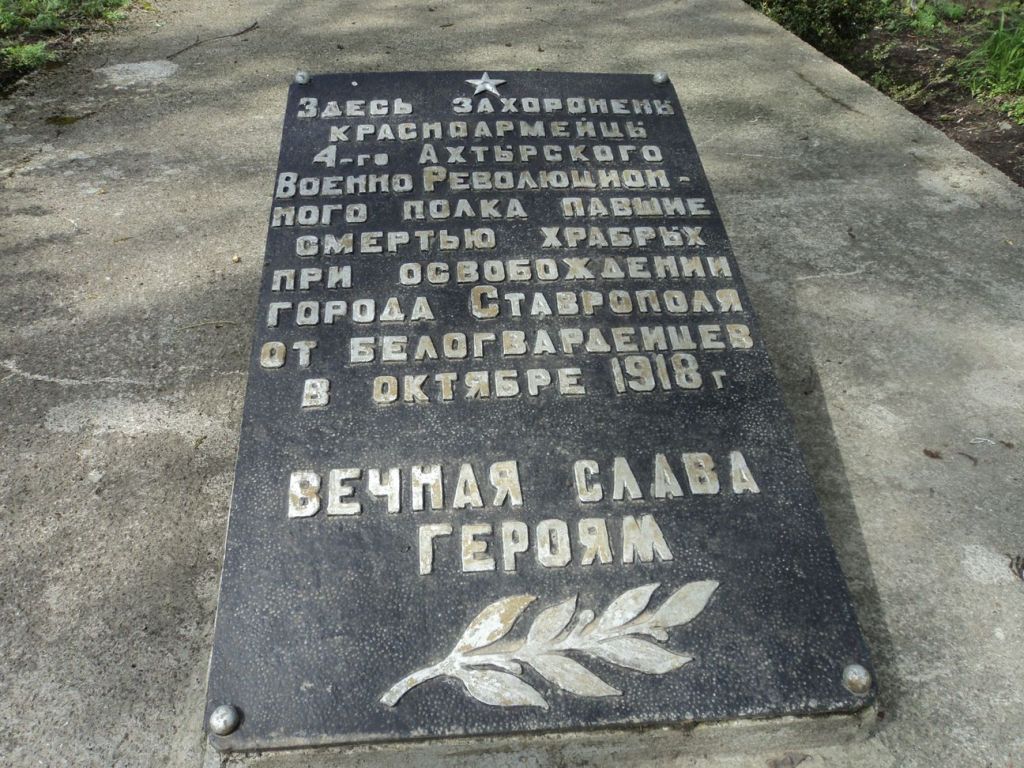 Здесь захоронены
красноармейцы
4-го Ахтырского
Военно Революцион-
ного полка павшие
смертью храбрых
при освобождении
города Ставрополя
от белогвардейцев
в октябре 1918 г
Вечная слава
героям